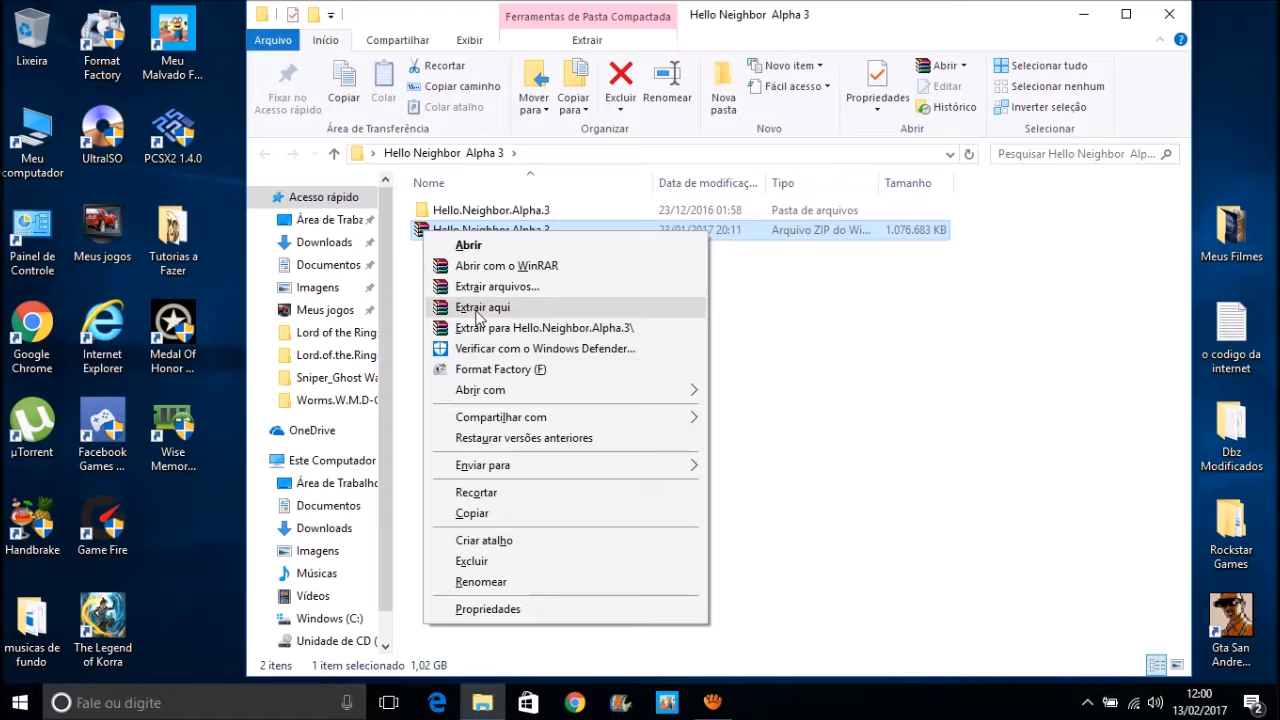 Ferramentas de Pasta Compactada
Hello Neighbor Alpha 3
Arquivo
Início
Compartilhar
Exibir
Extrair
Fixar no
Acesso rápido
Copiar
Colar
Recortar
Copiar caminho
Colar atalho
Área de Transferência
Mover
para
Copiar
para
Excluir
Renomear
Organizar
Nova
pasta
Novo item
Fácil acesso
Novo
Propriedades
Abrir
Editar
Histórico
Abrir
Selecionar tudo
Selecionar nenhum
Inverter seleção
Selecionar
Hello Neighbor Alpha 3
Pesquisar Hello Neighbor Alp...
Nome
Data de modificaç...
Tipo
Tamanho
Hello.Neighbor.Alpha.3
23/12/2016 01:58
Pasta de arquivos
Hello.Neighbor.Alpha.3
23/01/2017 20:11
Arquivo ZIP do Wi...
1.076.683 KB
Acesso rápido
Área de Traba
Downloads
Documentos
Imagens
Meus jogos
Lord of the Ring
Lord.of.the.Ring
Sniper_Ghost Wa
Worms.W.M.D-C
OneDrive
Este Computador
Área de Trabalho
Documentos
Downloads
Imagens
Músicas
Vídeos
Windows (C:)
Unidade de CD (
Abrir
Abrir com o WinRAR
Extrair arquivos...
Extrair aqui
Extrair para Hello.Neighbor.Alpha.3\
Verificar com o Windows Defender...
Format Factory (F)
Abrir com
Compartilhar com
Restaurar versões anteriores
Enviar para
Recortar
Copiar
Criar atalho
Excluir
Renomear
Propriedades
2 itens
1 item selecionado 1,02 GB
Lixeira
Format
Factory
Meu
Malvado F...
Meu
computador
UltraISO
PCSX2 1.4.0
Painel de
Controle
Meus jogos
Tutorias a
Fazer
Google
Chrome
Internet
Explorer
Medal Of
Honor ...
µTorrent
Facebook
Games ...
Wise
Memor...
Handbrake
Game Fire
musicas de
fundo
The Legend
of Korra
Meus Filmes
o codigo da
internet
Dbz
Modificados
Rockstar
Games
Gta San
Andre...
Fale ou digite
12:00
13/02/2017
2